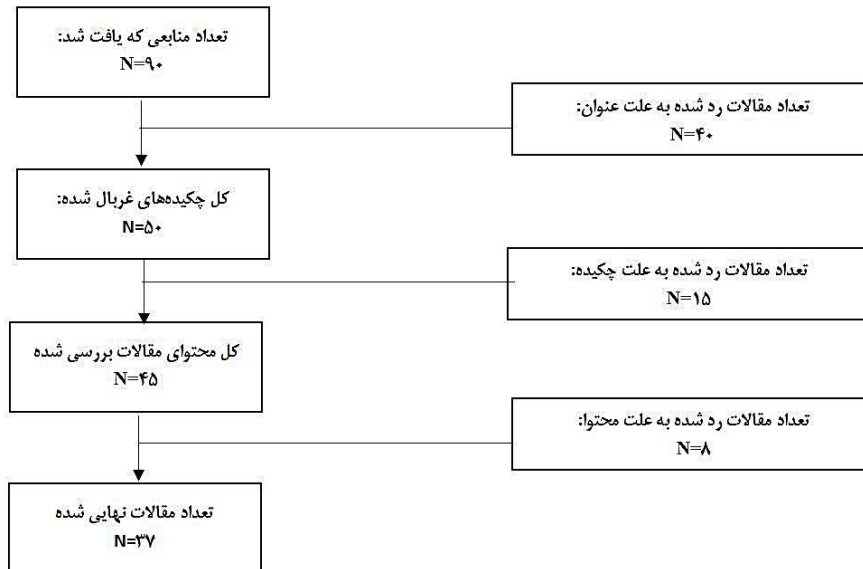 تعداد منابعی که یافت شد:
N=۹۰
تعداد مقالات رد شده به علت عنوان:
N=۴۰
کل چکیده‌های غربال شده:
N=۵۰
تعداد مقالات رد شده به علت چکیده:
N=۱۵
کل محتوای مقالات بررسی شده
N=۴۵
تعداد مقالات رد شده به علت محتوا:
N=۸
تعداد مقالات نهایی شده
N=۳۷